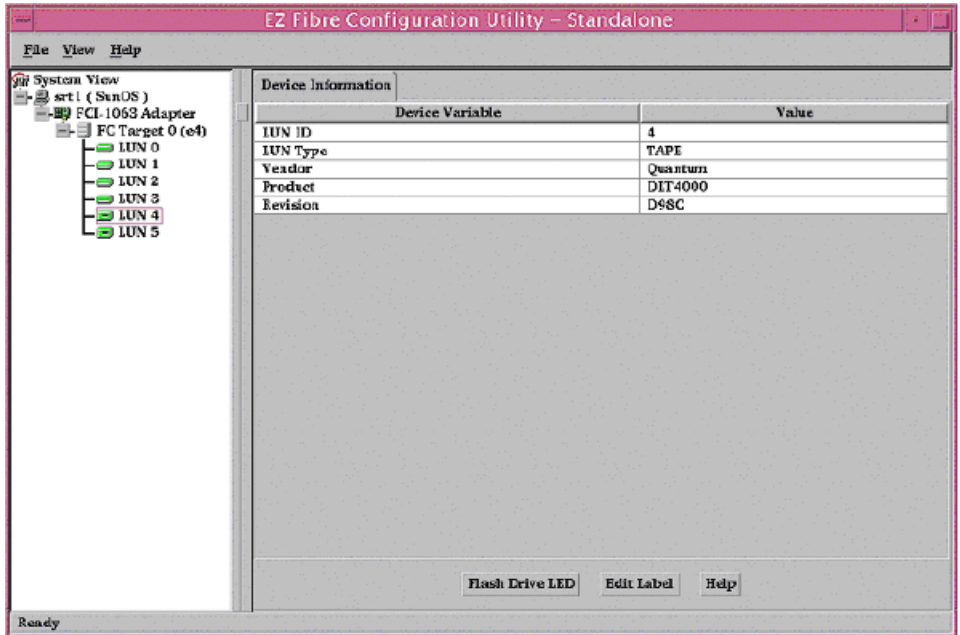 EZ Fibre Configuration Utility – Standalone
File View Help
System View
srt1 ( SunOS )
FCI-1063 Adapter
FC Target 0 (e4)
LUN 0
LUN 1
LUN 2
LUN 3
LUN 4
LUN 5
Device Information
Device Variable Value
LUN ID 4
LUN Type TAPE
Vendor Quantum
Product DLT4000
Revision D98C
Flash Drive LED Edit Label Help
Ready